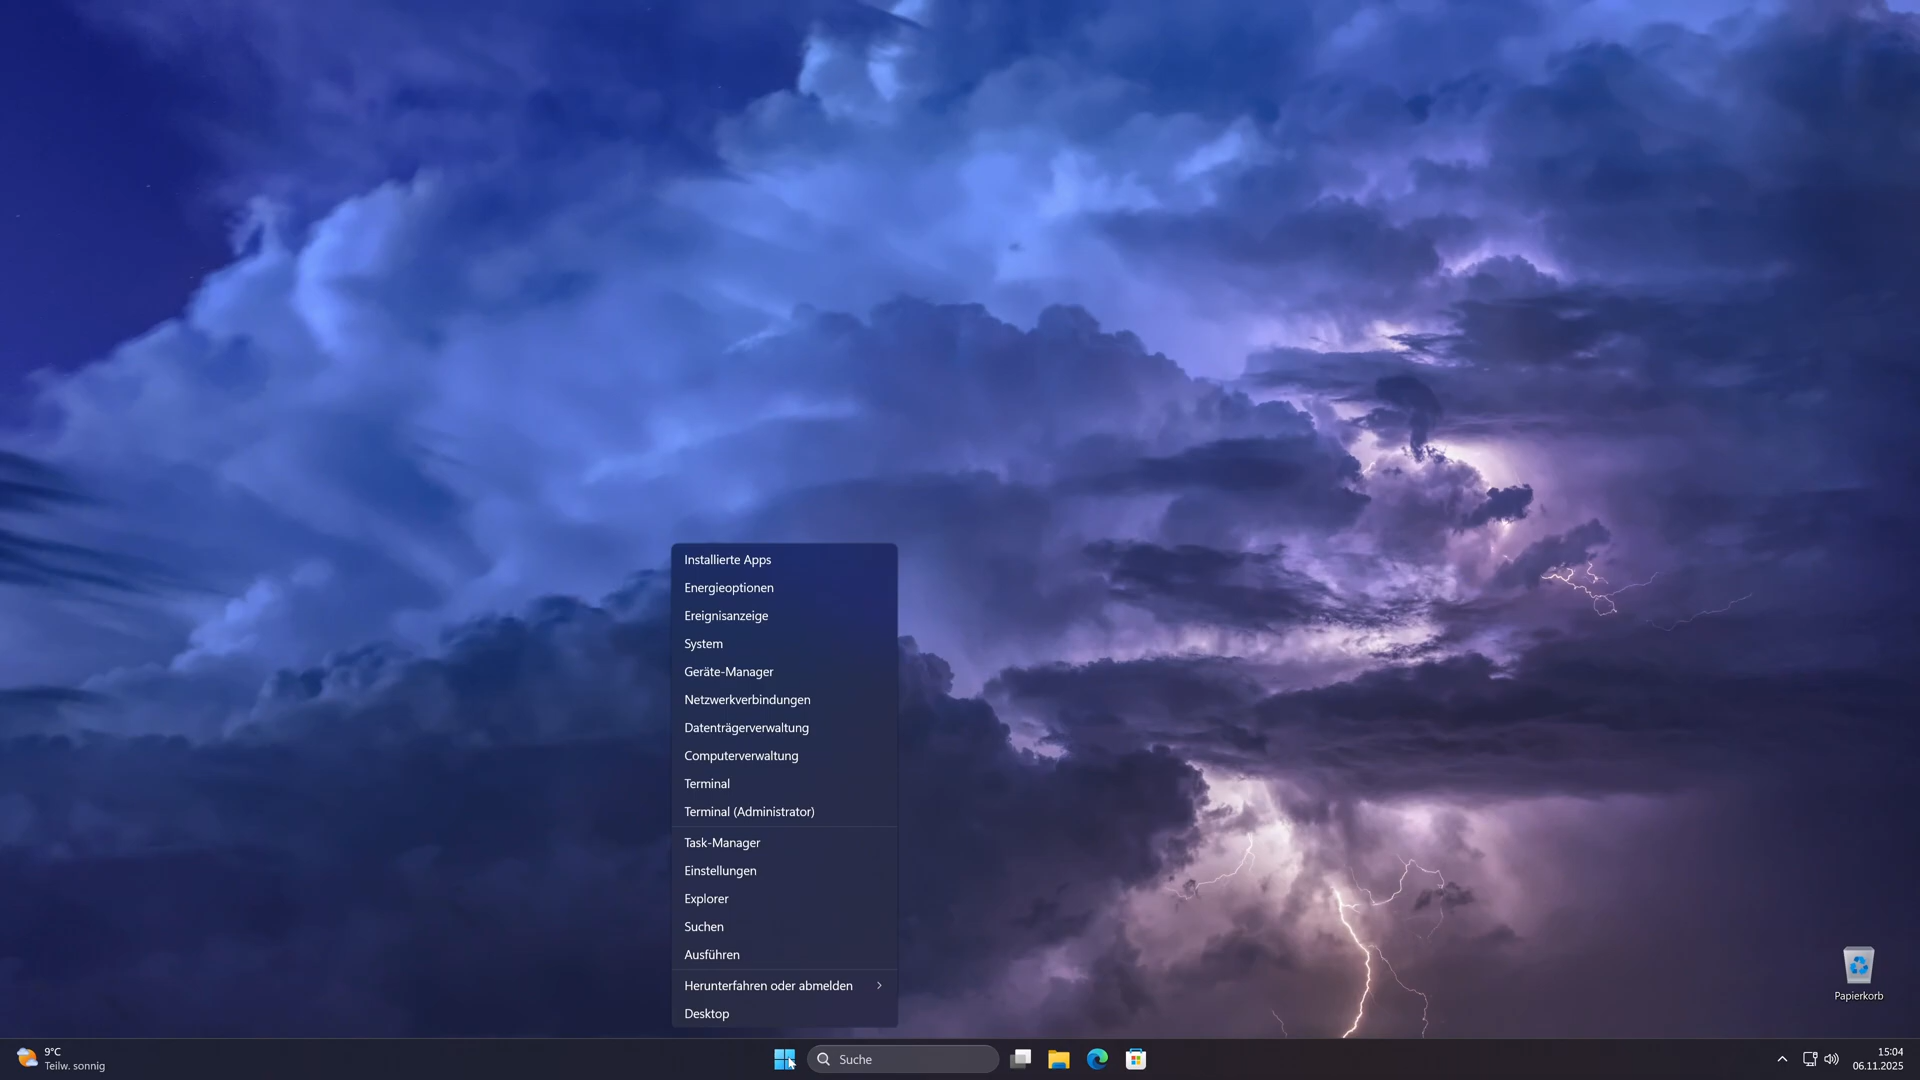 Installierte Apps
Energieoptionen
Ereignisanzeige
System
Geräte-Manager
Netzwerkverbindungen
Datenträgerverwaltung
Computerverwaltung
Terminal
Terminal (Administrator)
Task-Manager
Einstellungen
Explorer
Suchen
Ausführen
Herunterfahren oder abmelden
Desktop
Papierkorb
9°C
Teilw. sonnig
Suche
15:04
06.11.2025